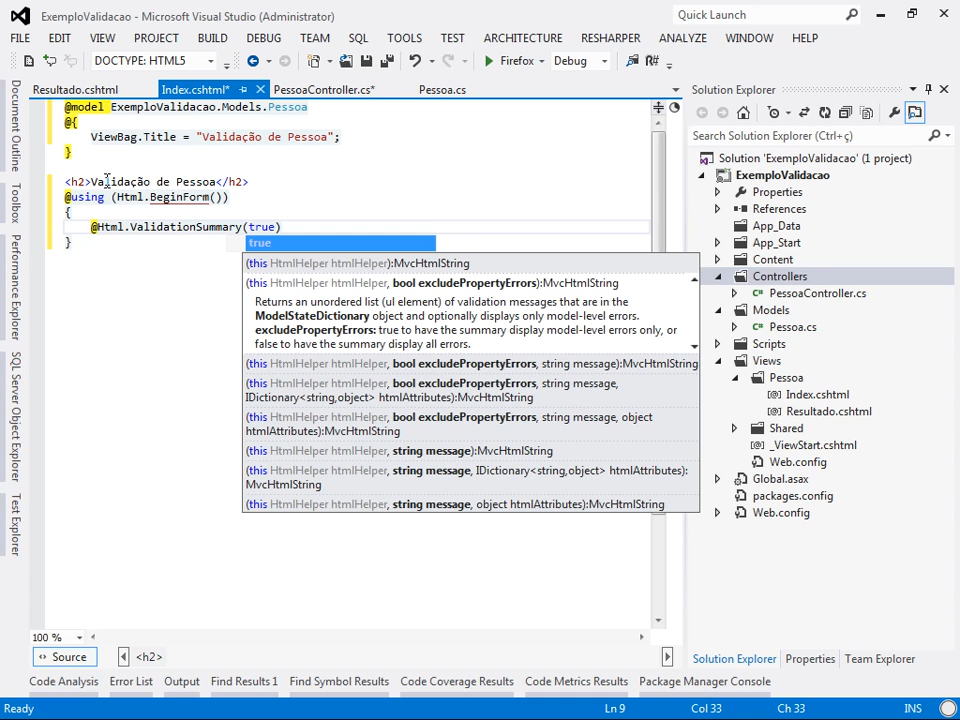 ExemploValidacao - Microsoft Visual Studio (Administrator)
Quick Launch
FILE EDIT VIEW PROJECT BUILD DEBUG TEAM SQL TOOLS TEST ARCHITECTURE RESHARPER ANALYZE WINDOW HELP
DOCTYPE: HTML5 Firefox Debug R#
Document Outline
Toolbox
Performance Explorer
SQL Server Object Explorer
Test Explorer
Resultado.cshtml Index.cshtml* PessoaController.cs* Pessoa.cs
@model ExemploValidacao.Models.Pessoa
@{
ViewBag.Title = "Validação de Pessoa";
}
<h2>Validação de Pessoa</h2>
@using (Html.BeginForm())
{
@Html.ValidationSummary(true)
}
true
(this HtmlHelper htmlHelper):MvcHtmlString
(this HtmlHelper htmlHelper, bool excludePropertyErrors):MvcHtmlString
Returns an unordered list (ul element) of validation messages that are in the
ModelStateDictionary object and optionally displays only model-level errors.
excludePropertyErrors: true to have the summary display model-level errors only, or
false to have the summary display all errors.
(this HtmlHelper htmlHelper, bool excludePropertyErrors, string message):MvcHtmlString
(this HtmlHelper htmlHelper, bool excludePropertyErrors, string message,
IDictionary<string,object> htmlAttributes):MvcHtmlString
(this HtmlHelper htmlHelper, bool excludePropertyErrors, string message, object
htmlAttributes):MvcHtmlString
(this HtmlHelper htmlHelper, string message):MvcHtmlString
(this HtmlHelper htmlHelper, string message, IDictionary<string,object> htmlAttributes):
MvcHtmlString
(this HtmlHelper htmlHelper, string message, object htmlAttributes):MvcHtmlString
100 %
Source <h2>
Solution Explorer
Search Solution Explorer (Ctrl+ç)
Solution 'ExemploValidacao' (1 project)
ExemploValidacao
Properties
References
App_Data
App_Start
Content
Controllers
C# PessoaController.cs
Models
C# Pessoa.cs
Scripts
Views
Pessoa
[@] Index.cshtml
[@] Resultado.cshtml
Shared
[@] _ViewStart.cshtml
Web.config
Global.asax
packages.config
Web.config
Solution Explorer Properties Team Explorer
Code Analysis Error List Output Find Results 1 Find Symbol Results Code Coverage Results Code Metrics Results Package Manager Console
Ready Ln 9 Col 33 Ch 33 INS